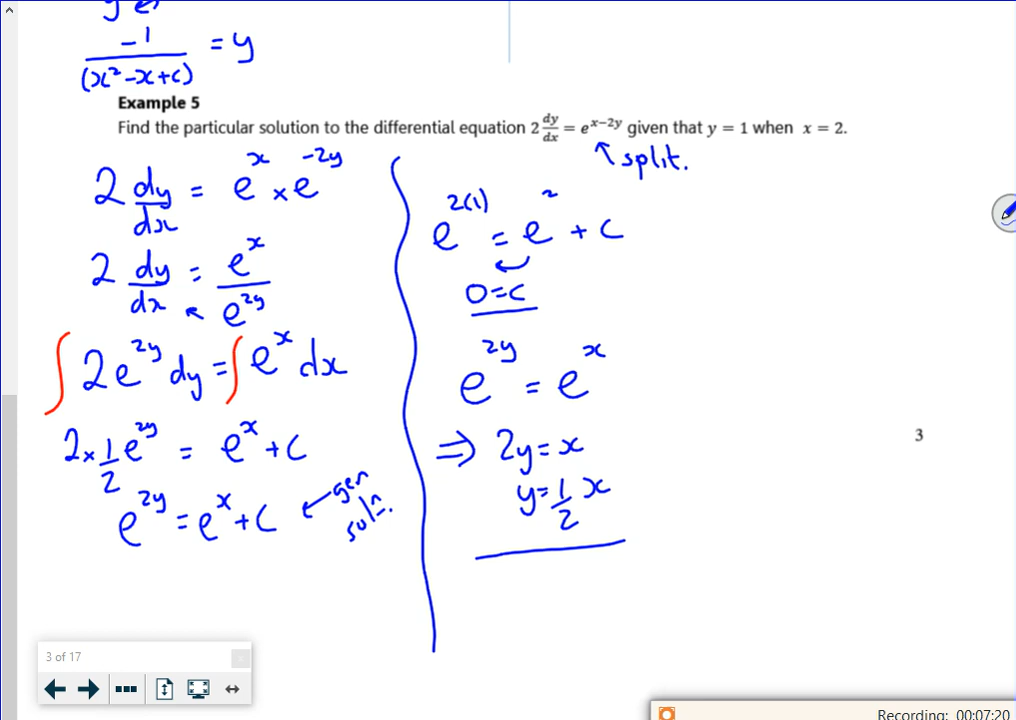 -1/(x² -x+c) = y
Example 5
Find the particular solution to the differential equation 2 dy/dx = e^(x−2y) given that y = 1 when x = 2.
split.
2 dy/dx = e^x × e^(-2y)
2 dy/dx = e^x/e^(2y)
∫ 2e^(2y) dy = ∫ e^x dx
2 × 1/2 e^(2y) = e^x + c
e^(2y) = e^x + c ← gen soln.
e^(2(1)) = e^2 + c
0 = c
e^(2y) = e^x
⇒ 2y = x
y = 1/2 x
3
3 of 17
Recording: 00:07:20